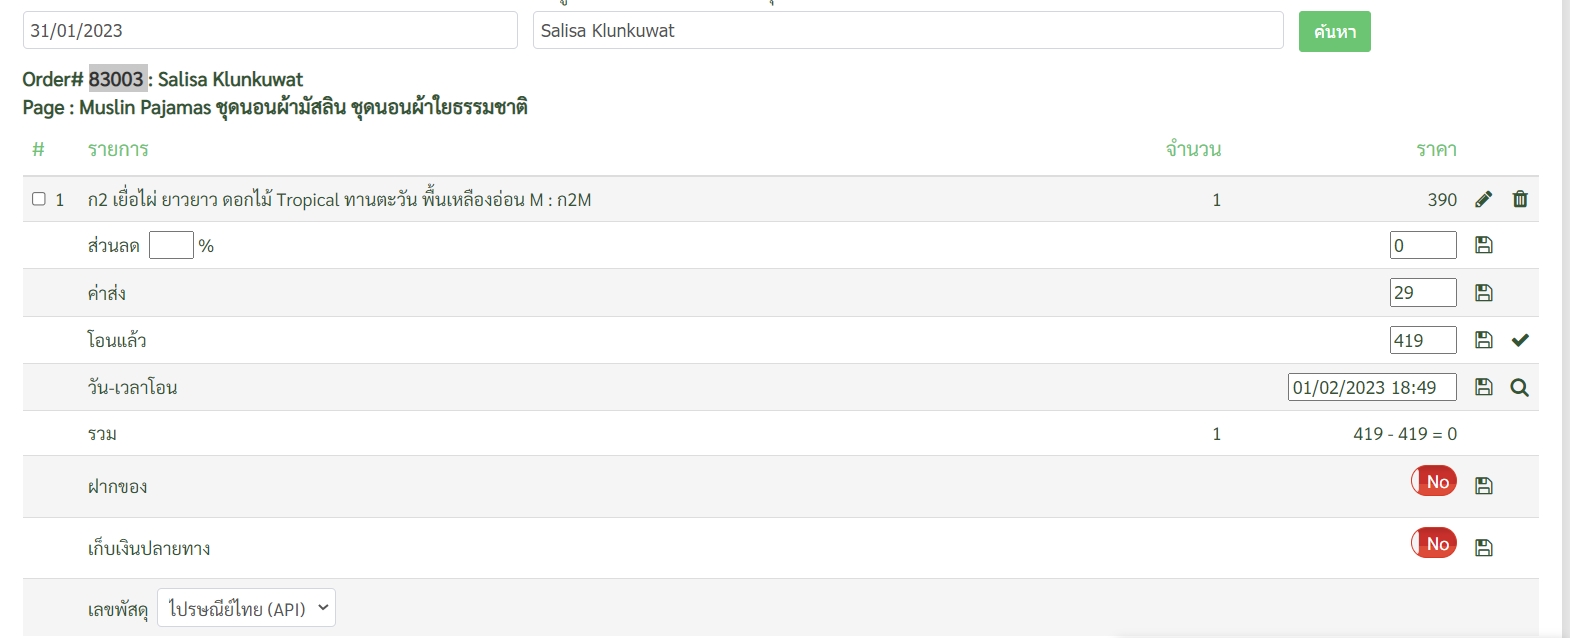 31/01/2023 Salisa Klunkuwat ค้นหา
Order# 83003 : Salisa Klunkuwat
Page : Muslin Pajamas ชุดนอนผ้ามัสลิน ชุดนอนผ้าใยธรรมชาติ
# รายการ จำนวน ราคา
1 ก2 เยื่อไผ่ ยาวยาว ดอกไม้ Tropical ทานตะวัน พื้นเหลืองอ่อน M : ก2M 1 390
ส่วนลด % 0
ค่าส่ง 29
โอนแล้ว 419
วัน-เวลาโอน 01/02/2023 18:49
รวม 1 419 - 419 = 0
ฝากของ No
เก็บเงินปลายทาง No
เลขพัสดุ ไปรษณีย์ไทย (API)